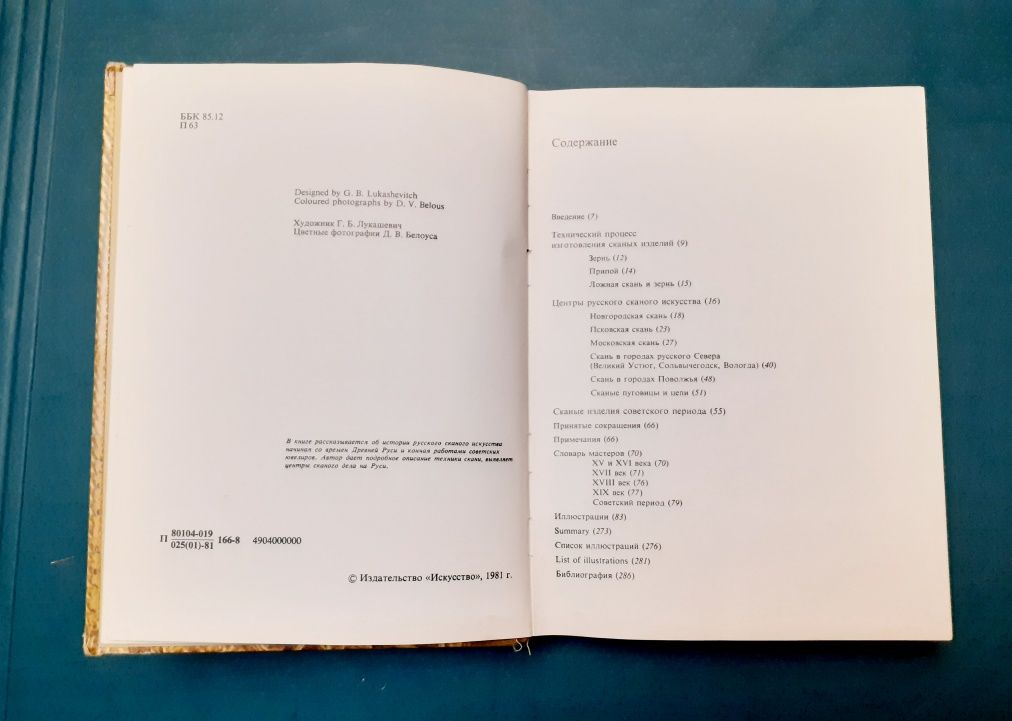 ББК 85.12
П 63
Designed by G. B. Lukashevitch
Coloured photographs by D. V. Belous
Художник Г. Б. Лукашевич
Цветные фотографии Д. В. Белоуса
В книге рассказывается об истории русского сканого искусства
начиная со времен Древней Руси и кончая работами советских
ювелиров. Автор дает подробное описание техники скани, выявляет
центры сканого дела на Руси.
П 80104-019
025(01)-81 166-8 4904000000
© Издательство «Искусство», 1981 г.
Содержание
Введение (7)
Технический процесс
изготовления сканых изделий (9)
Зернь (12)
Припой (14)
Ложная скань и зернь (15)
Центры русского сканого искусства (16)
Новгородская скань (18)
Псковская скань (23)
Московская скань (27)
Скань в городах русского Севера
(Великий Устюг, Сольвычегодск, Вологда) (40)
Скань в городах Поволжья (48)
Сканые пуговицы и цепи (51)
Сканые изделия советского периода (55)
Принятые сокращения (66)
Примечания (66)
Словарь мастеров (70)
XV и XVI века (70)
XVII век (71)
XVIII век (76)
XIX век (77)
Советский период (79)
Иллюстрации (83)
Summary (273)
Список иллюстраций (276)
List of illustrations (281)
Библиография (286)